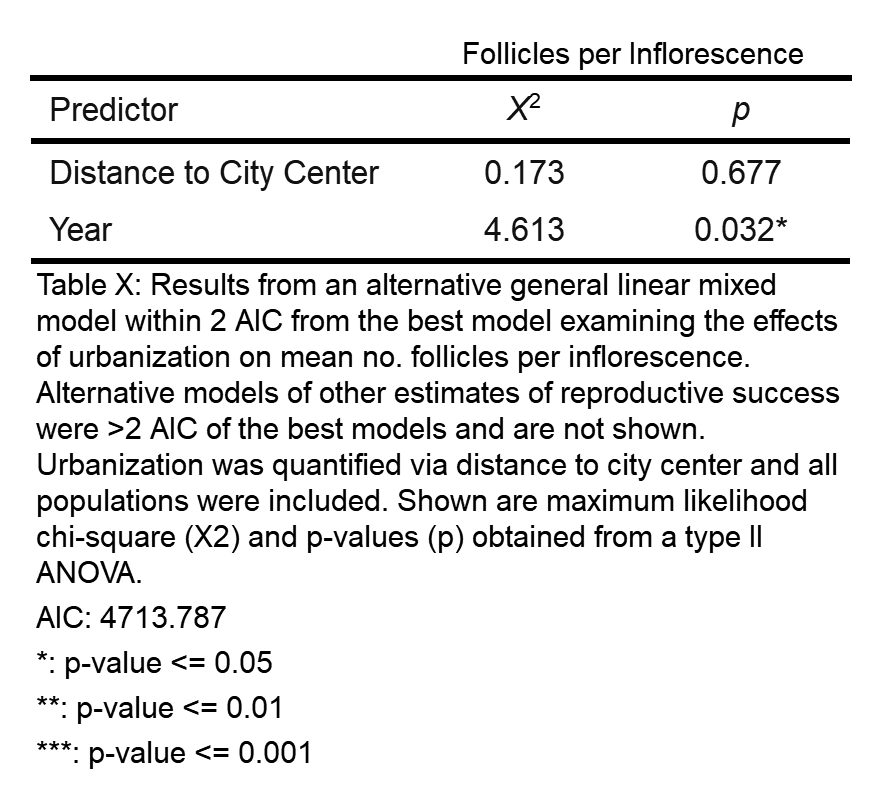 Follicles per Inflorescence
Predictor X² p
Distance to City Center 0.173 0.677
Year 4.613 0.032*
Table X: Results from an alternative general linear mixed
model within 2 AIC from the best model examining the effects
of urbanization on mean no. follicles per inflorescence.
Alternative models of other estimates of reproductive success
were >2 AIC of the best models and are not shown.
Urbanization was quantified via distance to city center and all
populations were included. Shown are maximum likelihood
chi-square (X2) and p-values (p) obtained from a type II
ANOVA.
AIC: 4713.787
*: p-value <= 0.05
**: p-value <= 0.01
***: p-value <= 0.001